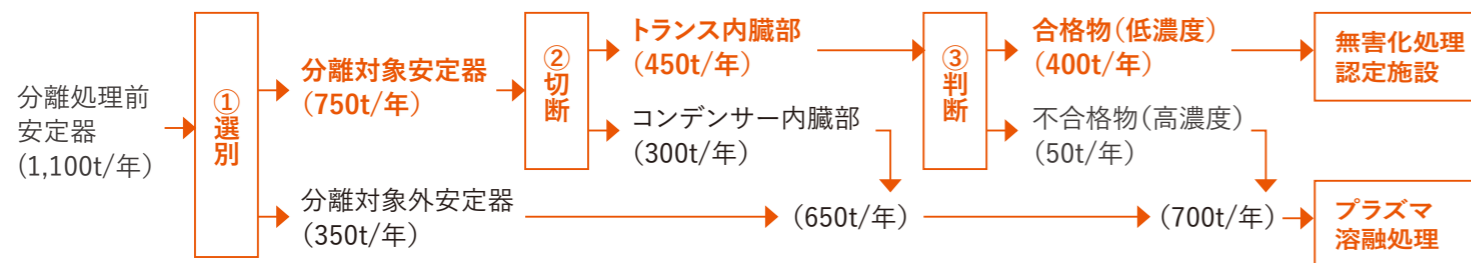 分離処理前
安定器
(1,100t/年)
①選別
分離対象安定器
(750t/年)
分離対象外安定器
(350t/年)
②切断
トランス内臓部
(450t/年)
コンデンサー内臓部
(300t/年)
(650t/年)
③判断
合格物(低濃度)
(400t/年)
不合格物(高濃度)
(50t/年)
(700t/年)
無害化処理
認定施設
プラズマ
溶融処理